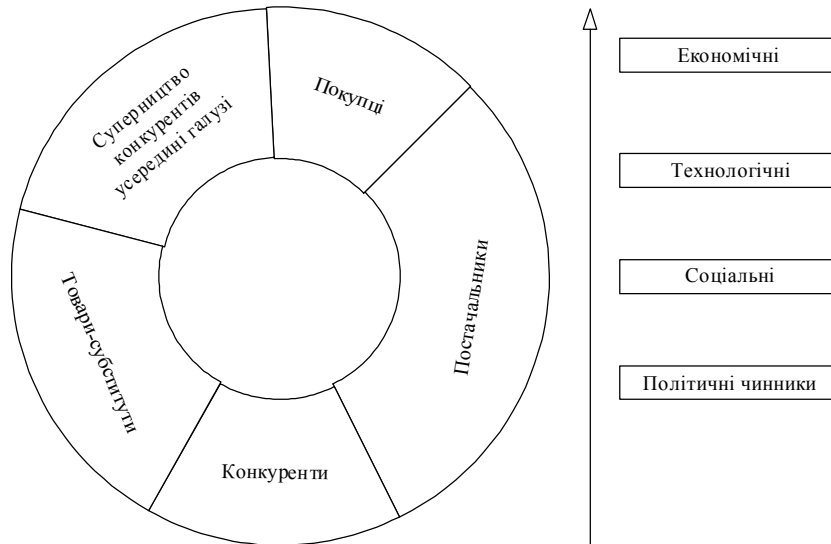 Суперництво
конкурентів
усередині галузі
Покупці
Постачальники
Товари-субститути
Конкуренти
Економічні
Технологічні
Соціальні
Політичні чинники